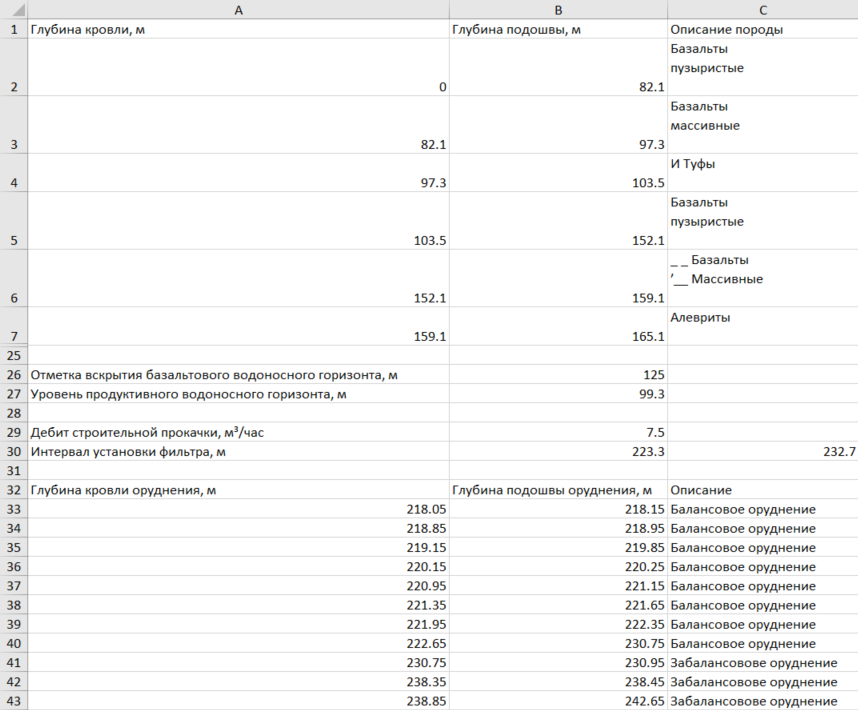 A B C
1 Глубина кровли, м Глубина подошвы, м Описание породы
Базальты
пузыристые
2 0 82.1
Базальты
массивные
3 82.1 97.3
И Туфы
4 97.3 103.5
Базальты
пузыристые
5 103.5 152.1
_ _ Базальты
’__ Массивные
6 152.1 159.1
Алевриты
7 159.1 165.1
25
26 Отметка вскрытия базальтового водоносного горизонта, м 125
27 Уровень продуктивного водоносного горизонта, м 99.3
28
29 Дебит строительной прокачки, м³/час 7.5
30 Интервал установки фильтра, м 223.3 232.7
31
32 Глубина кровли оруднения, м Глубина подошвы оруднения, м Описание
33 218.05 218.15 Балансовое оруднение
34 218.85 218.95 Балансовое оруднение
35 219.15 219.85 Балансовое оруднение
36 220.15 220.25 Балансовое оруднение
37 220.95 221.15 Балансовое оруднение
38 221.35 221.65 Балансовое оруднение
39 221.95 222.35 Балансовое оруднение
40 222.65 230.75 Балансовое оруднение
41 230.75 230.95 Забалансовове оруднение
42 238.35 238.45 Забалансовове оруднение
43 238.85 242.65 Забалансовове оруднение